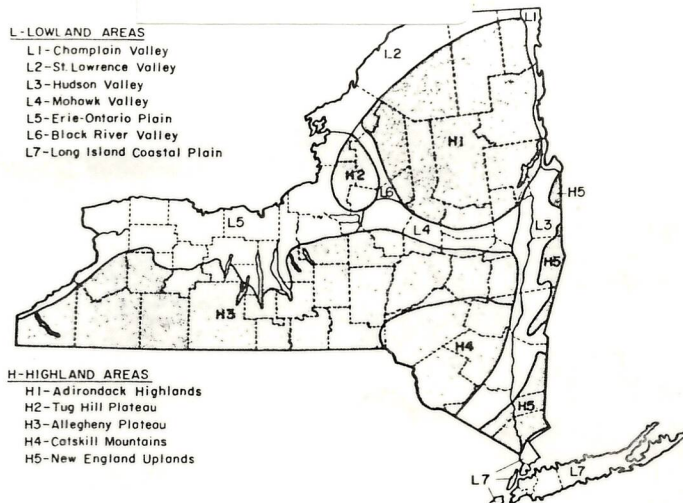 L-LOWLAND AREAS
L1-Champlain Valley
L2-St. Lawrence Valley
L3-Hudson Valley
L4-Mohawk Valley
L5-Erie-Ontario Plain
L6-Black River Valley
L7-Long Island Coastal Plain
L1
L2
H1
H2
L6
H5
L5
L4
L3
H5
H3
H4
H5
H-HIGHLAND AREAS
H1-Adirondack Highlands
H2-Tug Hill Plateau
H3-Allegheny Plateau
H4-Catskill Mountains
H5-New England Uplands
L7
L7